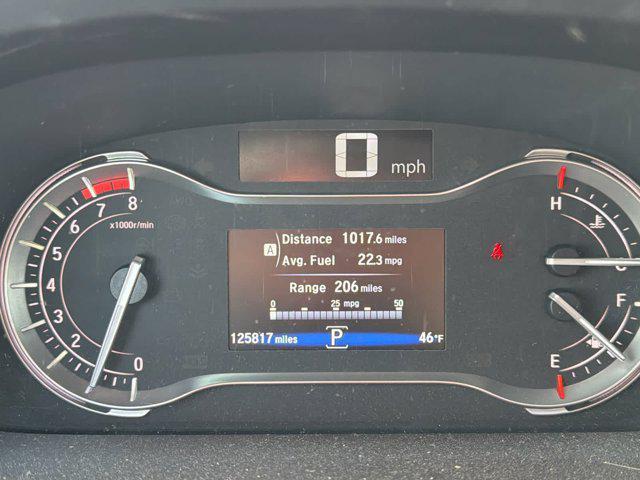 0 mph
8
7
6
x1000r/min
5
4
3
2
1
0
A Distance 1017.6 miles
Avg. Fuel 22.3 mpg
Range 206 miles
0 25 mpg 50
125817 miles P 46°F
H
F
E